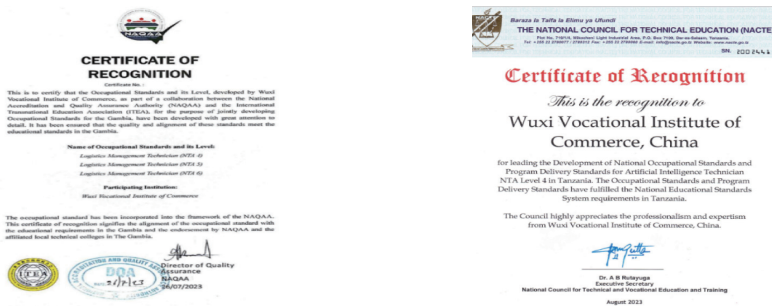 NAQAA
CERTIFICATE OF
RECOGNITION
Certificate No. :
This is to certify that the Occupational Standards and its Level, developed by Wuxi
Vocational Institute of Commerce, as part of a collaboration between the National
Accreditation and Quality Assurance Authority (NAQAA) and the International
Transnational Education Association (ITEA), for the purpose of jointly developing
Occupational Standards for the Gambia, have been developed with great attention to
detail. It has been ensured that the quality and alignment of these standards meet the
educational standards in the Gambia.
Name of Occupational Standards and its Level:
Logistics Management Technician (NTA 4)
Logistics Management Technician (NTA 5)
Logistics Management Technician (NTA 6)
Participating Institution:
Wuxi Vocational Institute of Commerce
The occupational standard has been incorporated into the framework of the NAQAA.
This certificate of recognition signifies the alignment of the occupational standard with
the educational requirements in the Gambia and the endorsement by NAQAA and the
affiliated local technical colleges in The Gambia.
ITEA
DQA
Director of Quality
Assurance
NAQAA
26/07/2023
NACTE
Baraza la Taifa la Elimu ya Ufundi
THE NATIONAL COUNCIL FOR TECHNICAL EDUCATION (NACTE
SN. 2002441
Certificate of Recognition
This is the recognition to
Wuxi Vocational Institute of
Commerce, China
for leading the Development of National Occupational Standards and
Program Delivery Standards for Artificial Intelligence Technician
NTA Level 4 in Tanzania. The Occupational Standards and Program
Delivery Standards have fulfilled the National Educational Standards
System requirements in Tanzania.
The Council highly appreciates the professionalism and expertism
from Wuxi Vocational Institute of Commerce, China.
Dr. A B Rutayuga
Executive Secretary
National Council for Technical and Vocational Education and Training
August 2023